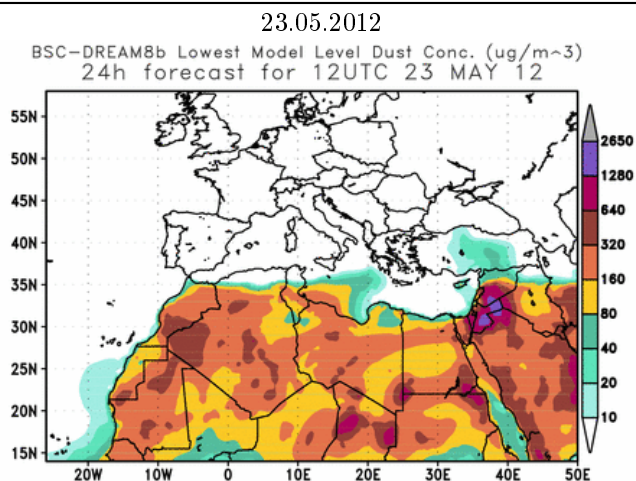 23.05.2012
BSC-DREAM8b Lowest Model Level Dust Conc. (ug/m^3)
24h forecast for 12UTC 23 MAY 12
55N
50N
45N
40N
35N
30N
25N
20N
15N
20W 10W 0 10E 20E 30E 40E 50E
2650
1280
640
320
160
80
40
20
10